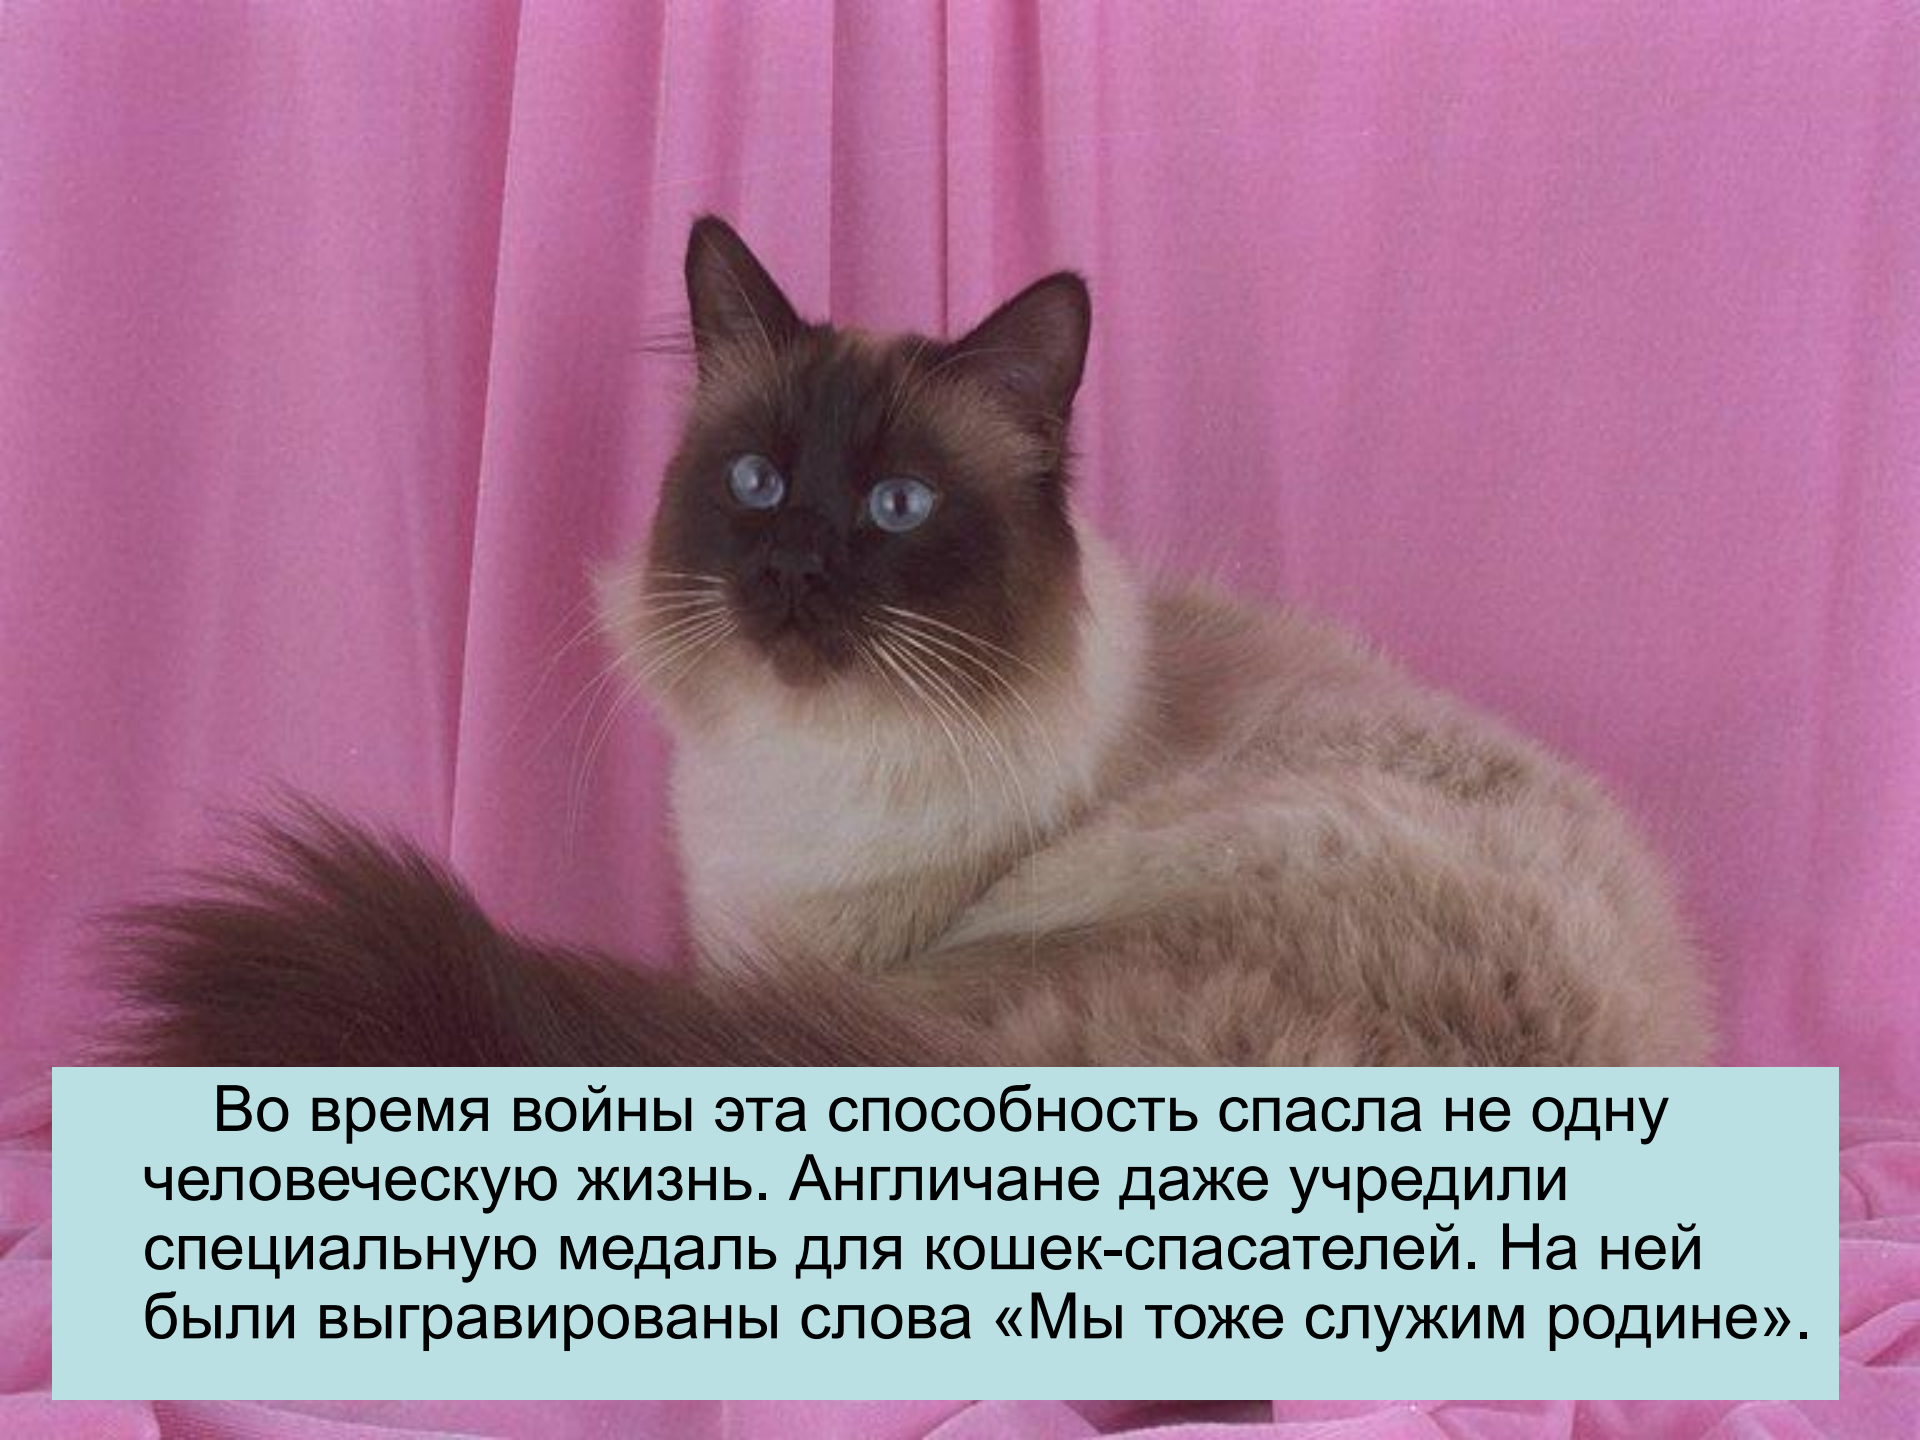 Во время войны эта способность спасла не одну
человеческую жизнь. Англичане даже учредили
специальную медаль для кошек-спасателей. На ней
были выгравированы слова «Мы тоже служим родине».